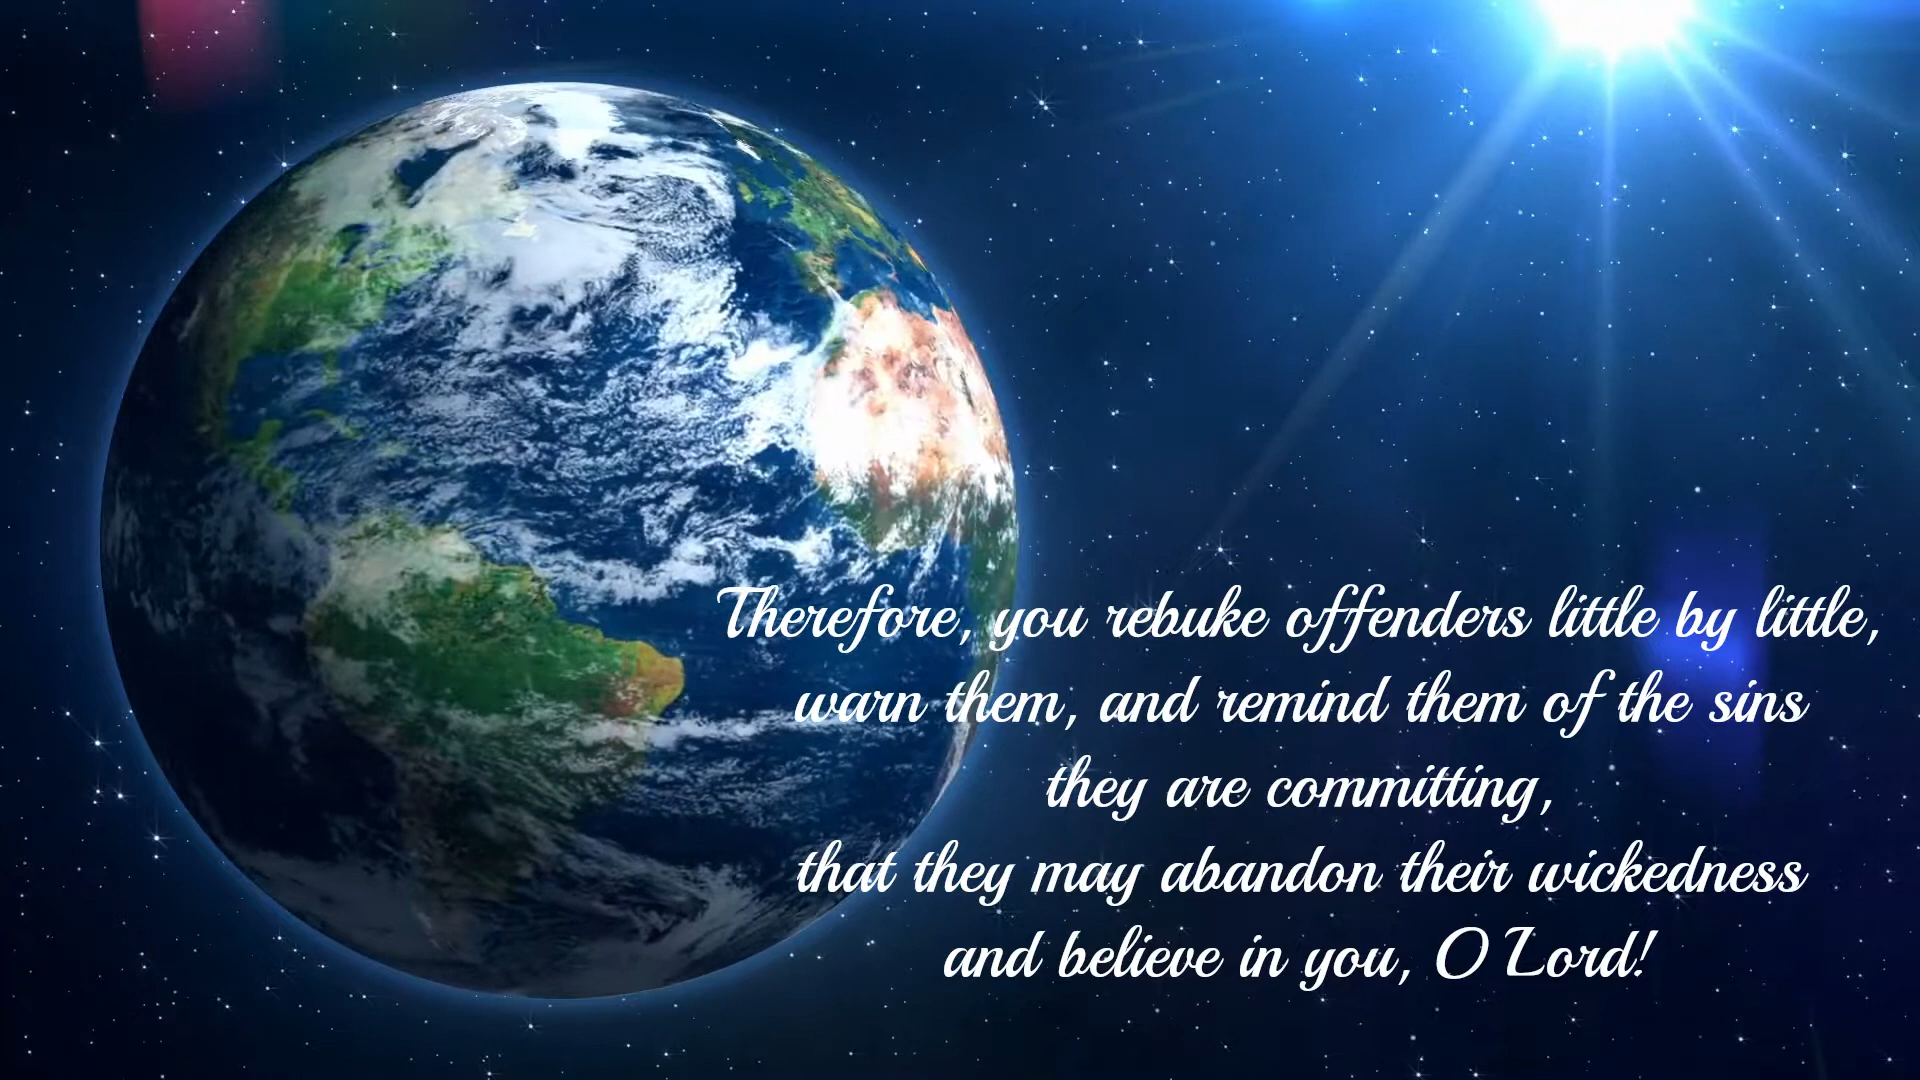 Therefore, you rebuke offenders little by little,
warn them, and remind them of the sins
they are committing,
that they may abandon their wickedness
and believe in you, O Lord!